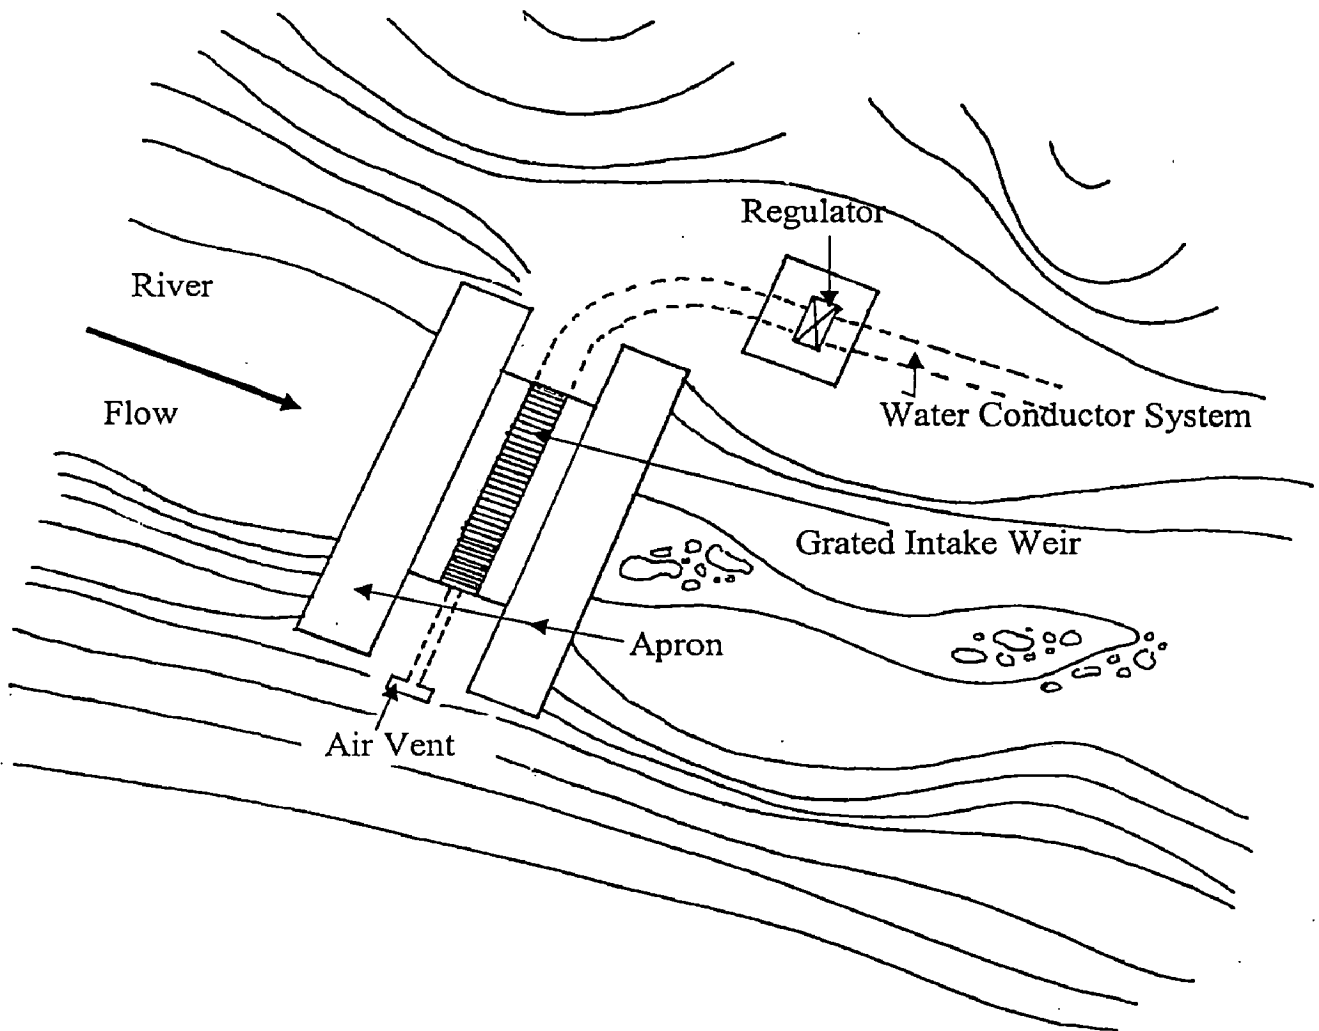 Regulator
River
Flow
Water Conductor System
Grated Intake Weir
Apron
Air Vent